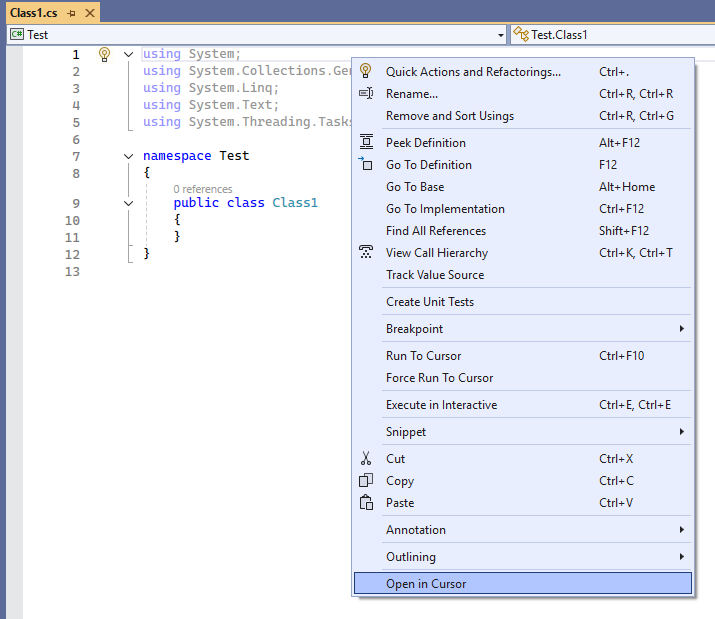 Class1.cs
Test
Test.Class1
1 using System;
2 using System.Collections.Ge
3 using System.Linq;
4 using System.Text;
5 using System.Threading.Task
6
7 namespace Test
8 {
0 references
9 public class Class1
10 {
11 }
12 }
13
Quick Actions and Refactorings... Ctrl+.
Rename... Ctrl+R, Ctrl+R
Remove and Sort Usings Ctrl+R, Ctrl+G
Peek Definition Alt+F12
Go To Definition F12
Go To Base Alt+Home
Go To Implementation Ctrl+F12
Find All References Shift+F12
View Call Hierarchy Ctrl+K, Ctrl+T
Track Value Source
Create Unit Tests
Breakpoint
Run To Cursor Ctrl+F10
Force Run To Cursor
Execute in Interactive Ctrl+E, Ctrl+E
Snippet
Cut Ctrl+X
Copy Ctrl+C
Paste Ctrl+V
Annotation
Outlining
Open in Cursor